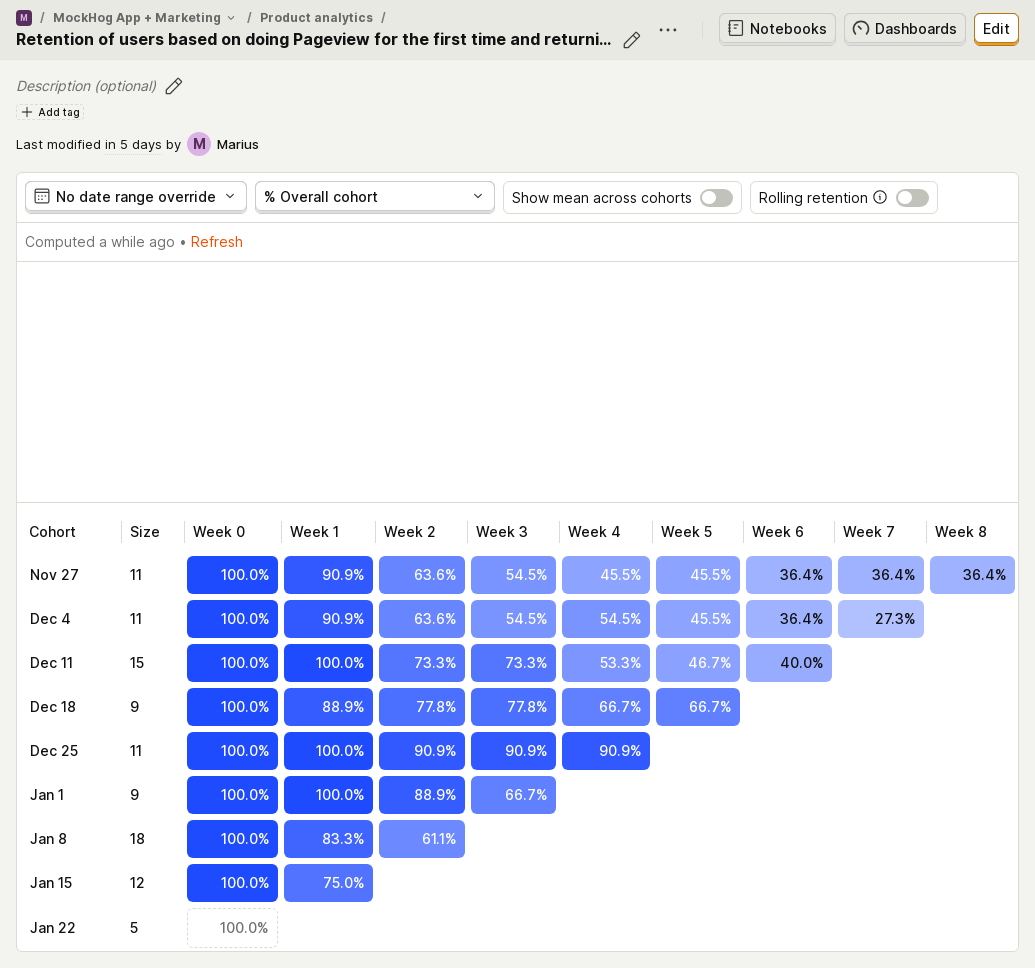 M / MockHog App + Marketing / Product analytics /
Retention of users based on doing Pageview for the first time and returni...
Notebooks Dashboards Edit
Description (optional)
Add tag
Last modified in 5 days by M Marius
No date range override % Overall cohort Show mean across cohorts Rolling retention
Computed a while ago • Refresh
Cohort Size Week 0 Week 1 Week 2 Week 3 Week 4 Week 5 Week 6 Week 7 Week 8
Nov 27 11 100.0% 90.9% 63.6% 54.5% 45.5% 45.5% 36.4% 36.4% 36.4%
Dec 4 11 100.0% 90.9% 63.6% 54.5% 54.5% 45.5% 36.4% 27.3%
Dec 11 15 100.0% 100.0% 73.3% 73.3% 53.3% 46.7% 40.0%
Dec 18 9 100.0% 88.9% 77.8% 77.8% 66.7% 66.7%
Dec 25 11 100.0% 100.0% 90.9% 90.9% 90.9%
Jan 1 9 100.0% 100.0% 88.9% 66.7%
Jan 8 18 100.0% 83.3% 61.1%
Jan 15 12 100.0% 75.0%
Jan 22 5 100.0%